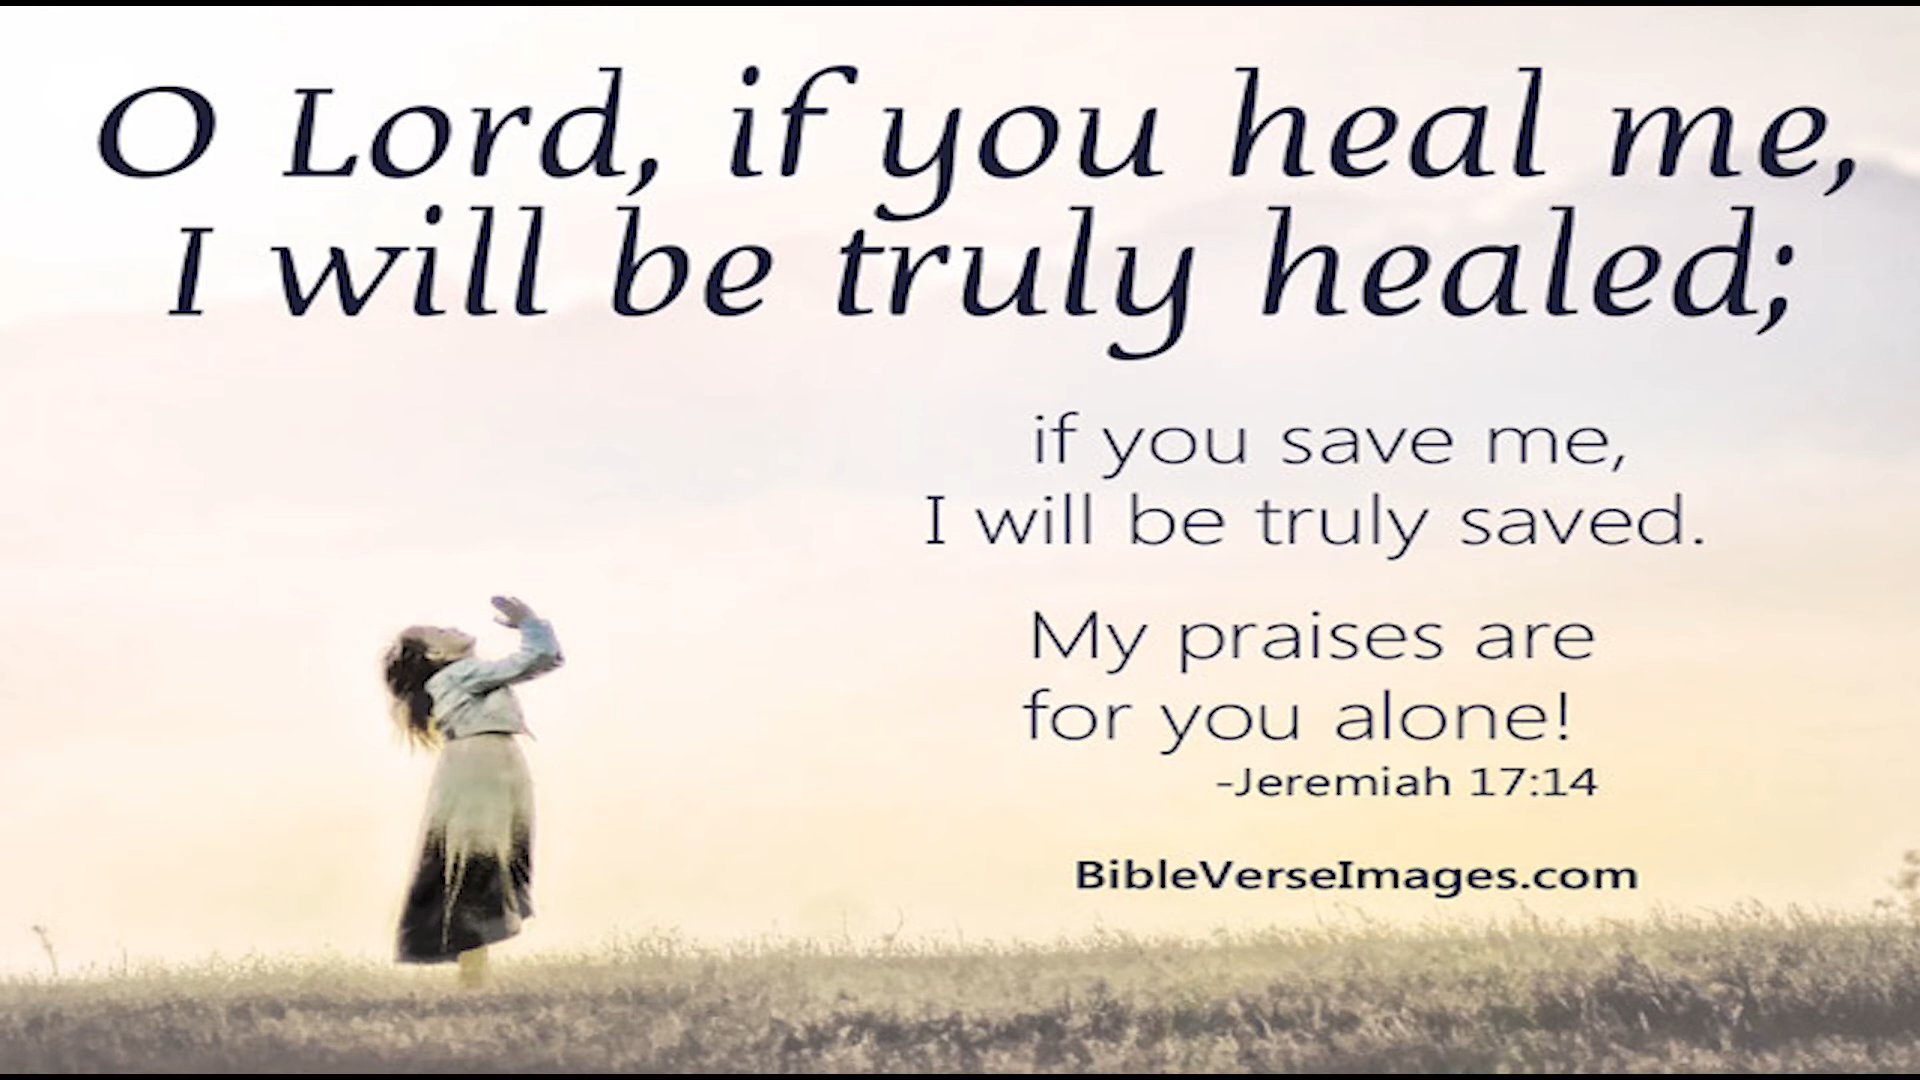 O Lord, if you heal me,
I will be truly healed;
if you save me,
I will be truly saved.
My praises are
for you alone!
-Jeremiah 17:14
BibleVerseImages.com